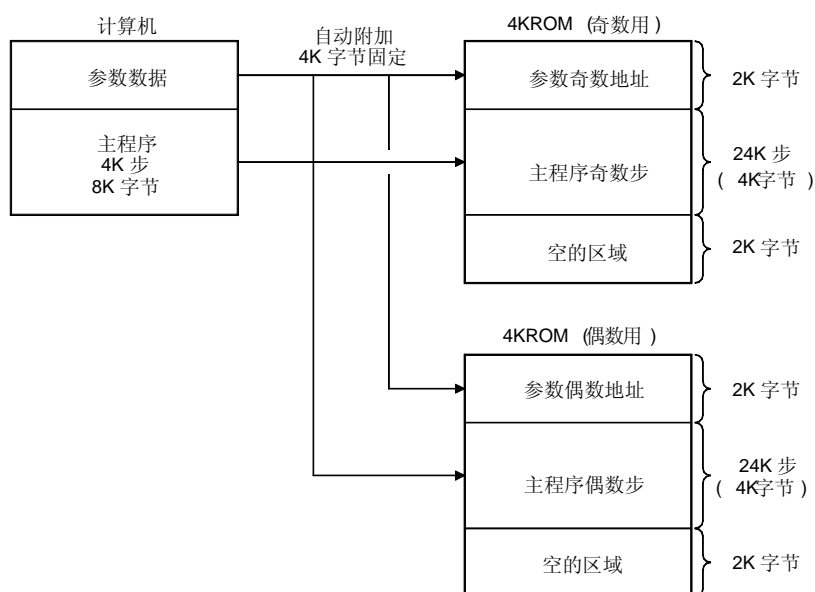 计算机
参数数据
主程序
4K 步
8K 字节
自动附加
4K 字节固定
4KROM (奇数用)
参数奇数地址
主程序奇数步
空的区域
2K 字节
24K 步
( 4K字节 )
2K 字节
4KROM (偶数用)
参数偶数地址
主程序偶数步
空的区域
2K 字节
24K 步
( 4K字节 )
2K 字节